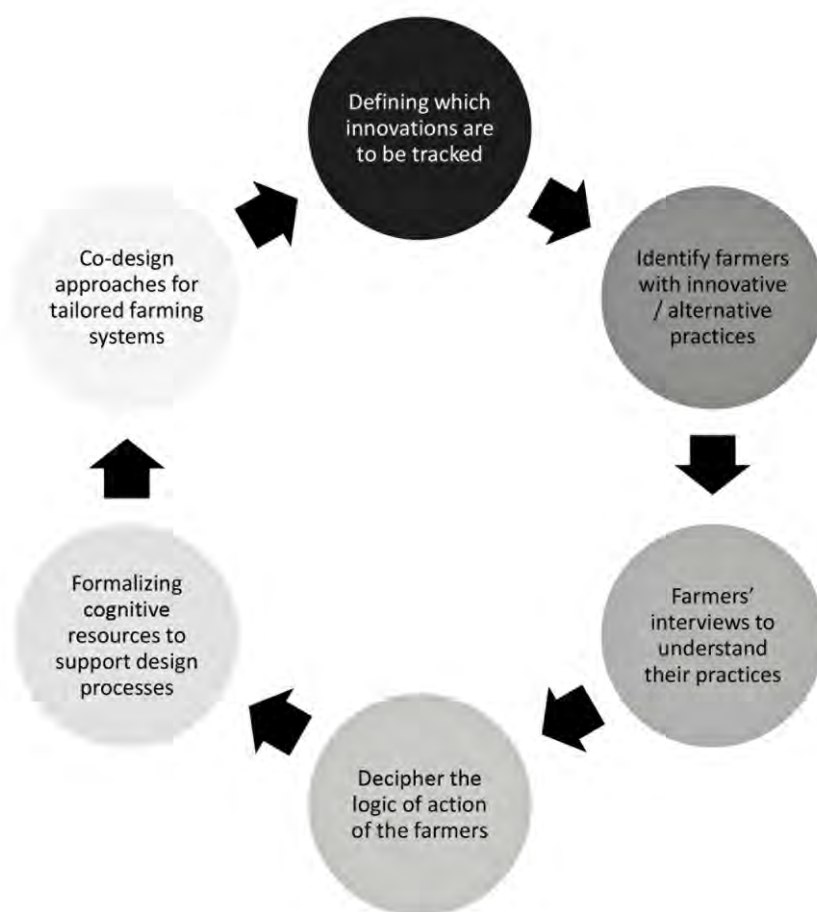 Defining which
innovations are
to be tracked
Identify farmers
with innovative
/ alternative
practices
Farmers’
interviews to
understand
their practices
Decipher the
logic of action
of the farmers
Formalizing
cognitive
resources to
support design
processes
Co-design
approaches for
tailored farming
systems